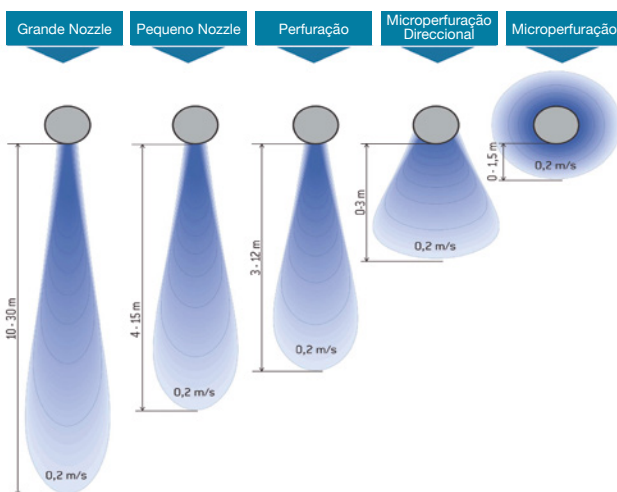 Grande Nozzle
Pequeno Nozzle
Perfuração
Microperfuração
Direccional
Microperfuração
10 - 30 m
0,2 m/s
4 - 15 m
0,2 m/s
3 - 12 m
0,2 m/s
0-3 m
0,2 m/s
0 - 1,5 m
0,2 m/s